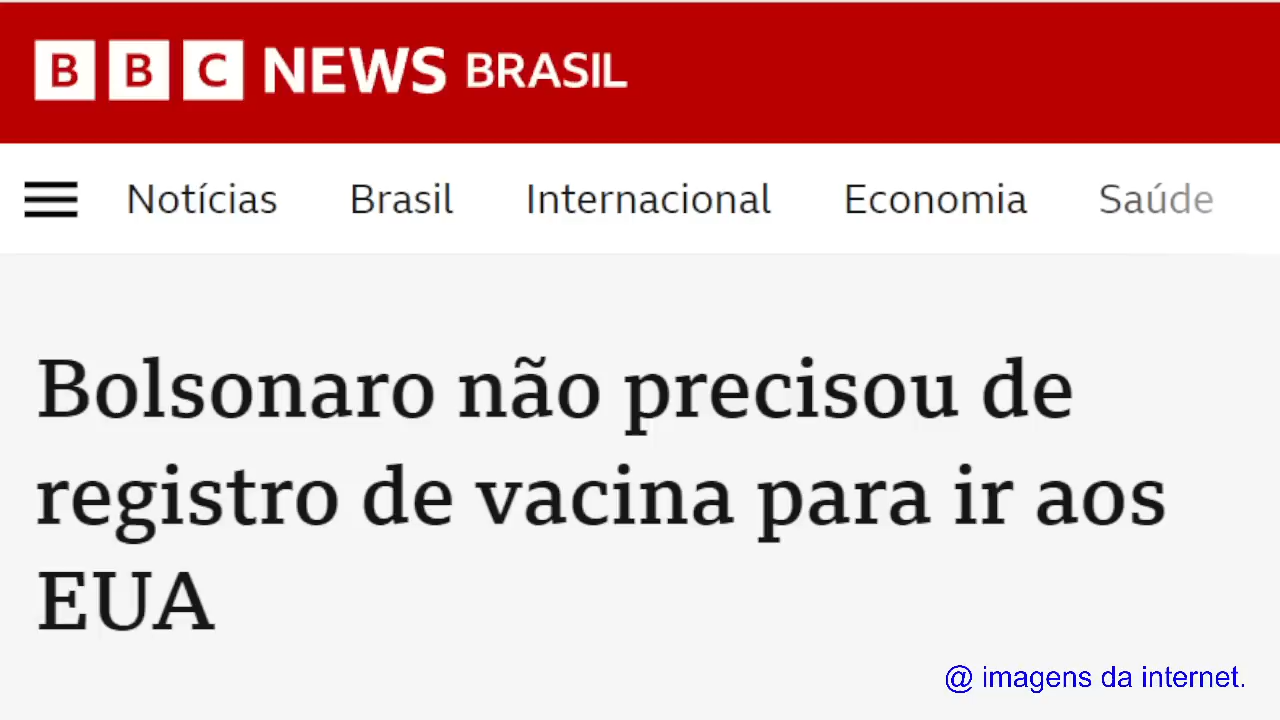 BBC NEWS BRASIL
Notícias Brasil Internacional Economia Saúde
Bolsonaro não precisou de
registro de vacina para ir aos
EUA
@ imagens da internet.